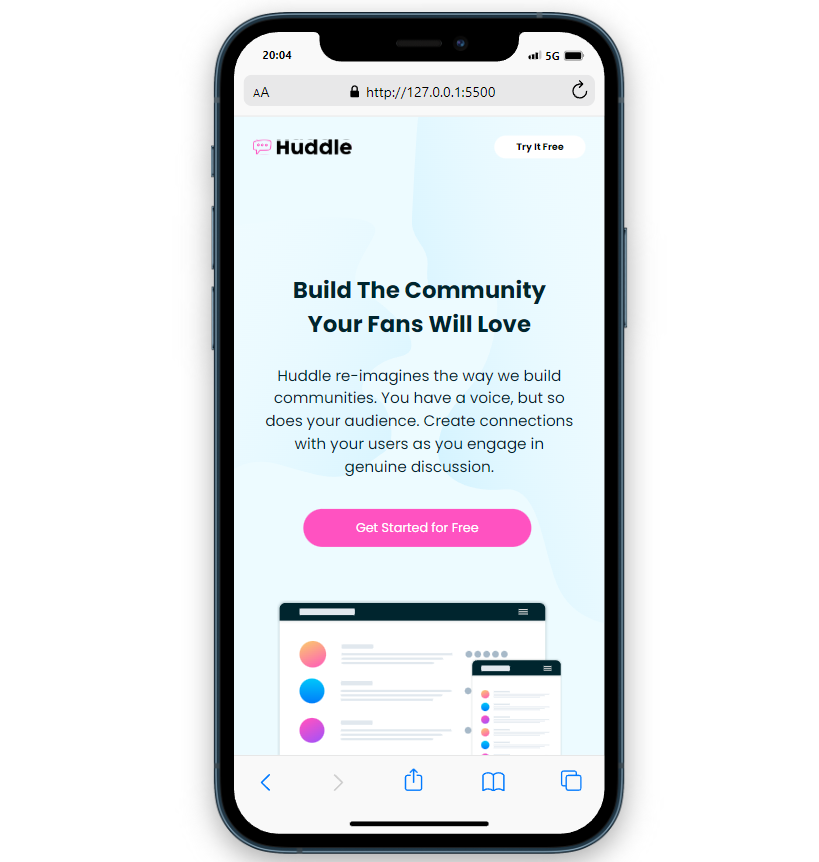 20:04
5G
AA
http://127.0.0.1:5500
Huddle
Try It Free
Build The Community
Your Fans Will Love
Huddle re-imagines the way we build
communities. You have a voice, but so
does your audience. Create connections
with your users as you engage in
genuine discussion.
Get Started for Free